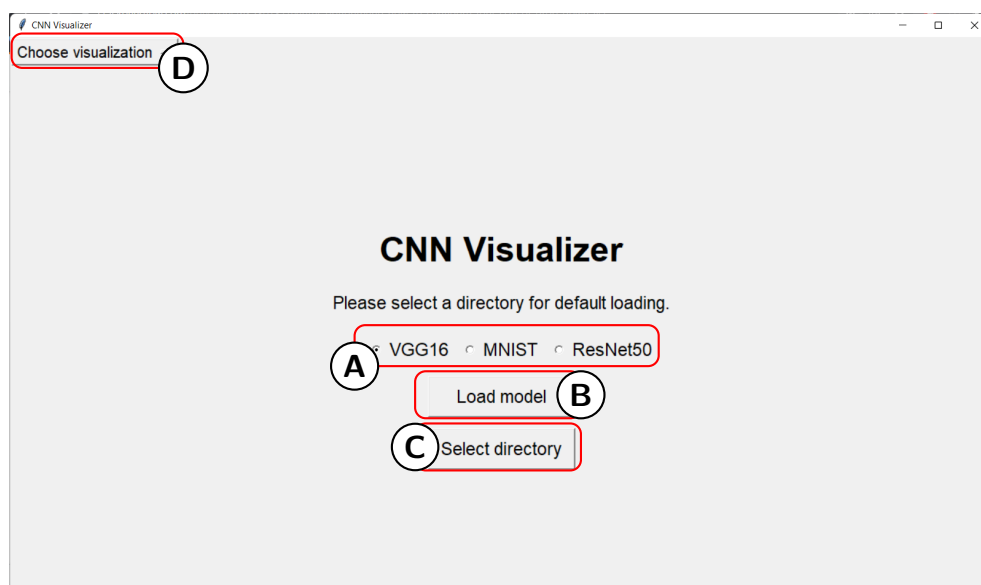 CNN Visualizer
Choose visualization
D
CNN Visualizer
Please select a directory for default loading.
A VGG16 MNIST ResNet50
Load model B
C Select directory